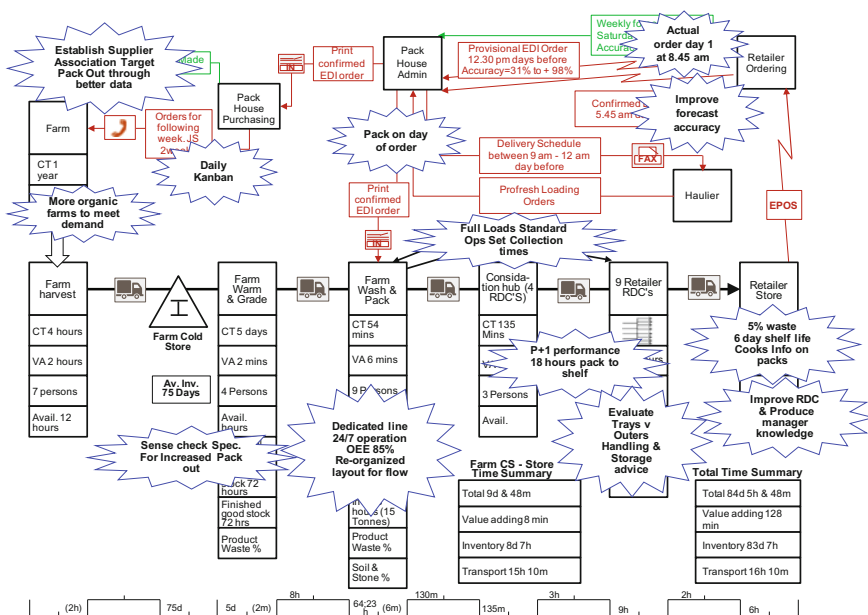 Establish Supplier
Association Target
Pack Out through
better data
Made
Farm
CT 1
year
More organic
farms to meet
demand
Orders for
following
week. JS
Pack
House
Purchasing
Daily
Kanban
IN
Print
confirmed
EDI order
Pack
House
Admin
Provisional EDI Order
12.30 pm days before
Accuracy=31% to + 98%
Weekly
Saturda
Accura
Actual
order day 1
at 8.45 am
Retailer
Ordering
Confirmed
5.45 am
Improve
forecast
accuracy
Pack on day
of order
Delivery Schedule
between 9 am - 12 am
day before
FAX
Profresh Loading
Orders
Haulier
EPOS
Print
confirmed
EDI order
IN
Full Loads Standard
Ops Set Collection
times
Farm
harvest
CT 4 hours
VA 2 hours
7 persons
Avail. 12
hours
I
Farm Cold
Store
Av. Inv.
75 Days
Farm
Warm
& Grade
CT 5 days
VA 2 mins
4 Persons
Avail.
hours
Sense check Spec.
For Increased Pack
out
72
hours
Finished
good stock
72 hrs
Product
Waste %
Farm
Wash &
Pack
CT 54
mins
VA 6 mins
Dedicated line
24/7 operation
OEE 85%
Re-organized
layout for flow
(15
Tonnes)
Product
Waste %
Soil &
Stone %
Consida-
tion hub (4
RDC'S)
CT 135
Mins
P+1 performance
18 hours pack to
shelf
3 Persons
Avail.
9 Retailer
RDC's
Evaluate
Trays v
Outers
Handling &
Storage
advice
Retailer
Store
5% waste
6 day shelf life
Cooks Info on
packs
Improve RDC
& Produce
manager
knowledge
Farm CS - Store
Time Summary
Total 9d & 48m
Value adding 8 min
Inventory 8d 7h
Transport 15h 10m
Total Time Summary
Total 84d 5h & 48m
Value adding 128
min
Inventory 83d 7h
Transport 16h 10m
(2h)
75d
5d
(2m)
8h
64:23
(6m)
130m
135m
3h
9h
2h
6h